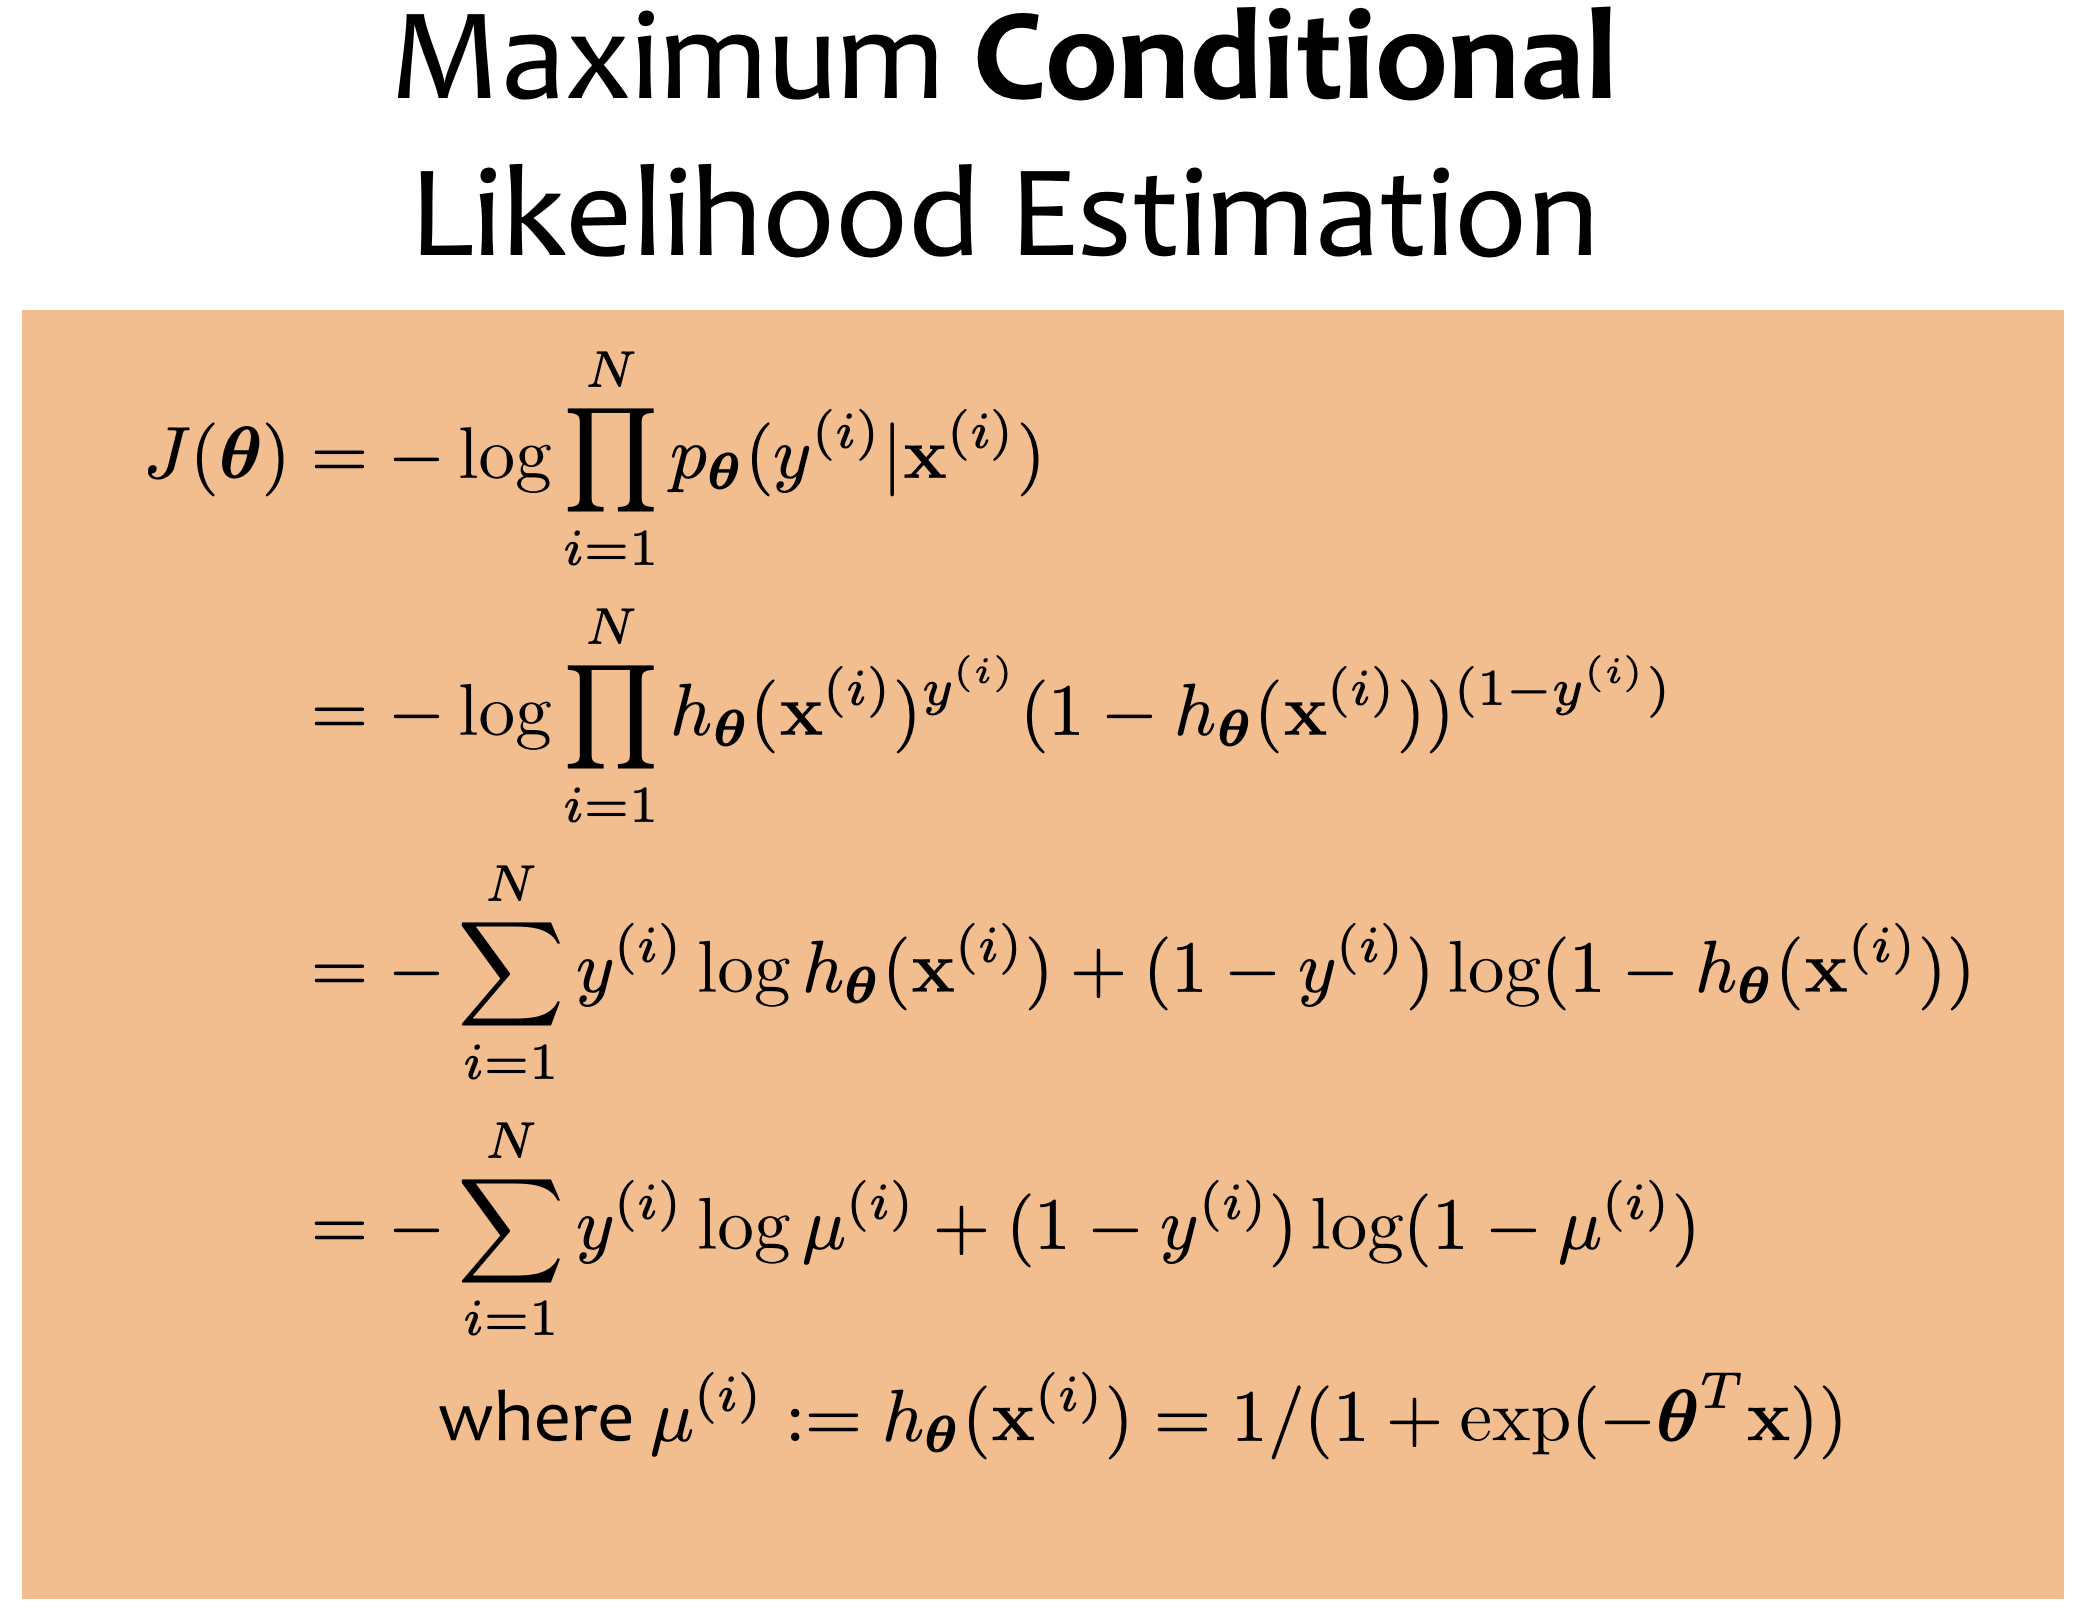 Maximum Conditional
Likelihood Estimation
$J(\boldsymbol{\theta}) = -\log \prod_{i=1}^{N} p_{\boldsymbol{\theta}}(y^{(i)}|\mathbf{x}^{(i)})$
$= -\log \prod_{i=1}^{N} h_{\boldsymbol{\theta}}(\mathbf{x}^{(i)})^{y^{(i)}}(1 - h_{\boldsymbol{\theta}}(\mathbf{x}^{(i)}))^{(1-y^{(i)})}$
$= -\sum_{i=1}^{N} y^{(i)} \log h_{\boldsymbol{\theta}}(\mathbf{x}^{(i)}) + (1 - y^{(i)}) \log(1 - h_{\boldsymbol{\theta}}(\mathbf{x}^{(i)}))$
$= -\sum_{i=1}^{N} y^{(i)} \log \mu^{(i)} + (1 - y^{(i)}) \log(1 - \mu^{(i)})$
where $\mu^{(i)} := h_{\boldsymbol{\theta}}(\mathbf{x}^{(i)}) = 1/(1 + \exp(-\boldsymbol{\theta}^T \mathbf{x}))$